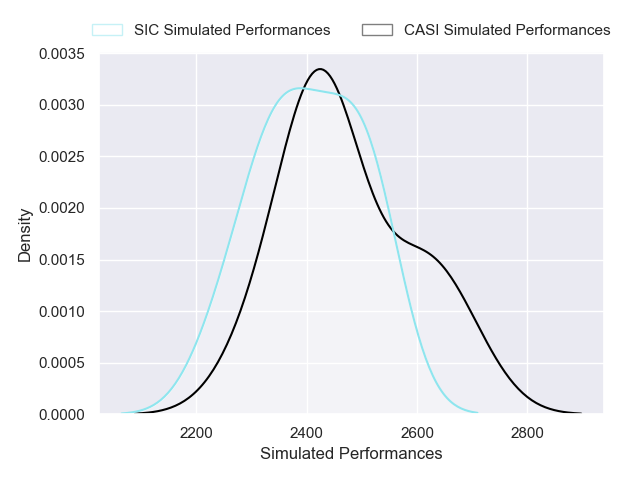 SIC Simulated Performances CASI Simulated Performances
0.0035
0.0030
0.0025
0.0020
0.0015
0.0010
0.0005
0.0000
Density
2200 2400 2600 2800
Simulated Performances